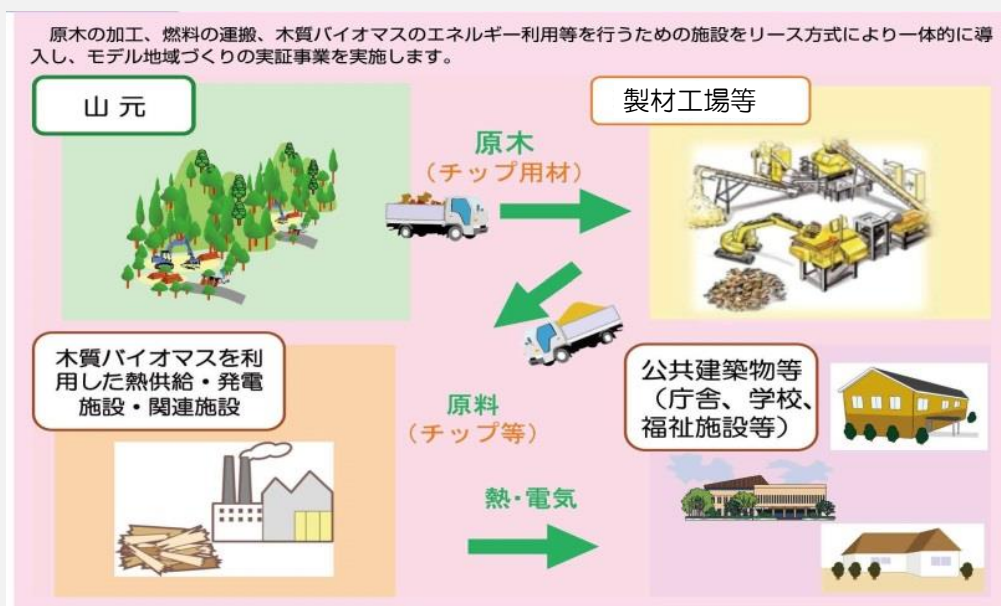 原木の加工、燃料の運搬、木質バイオマスのエネルギー利用等を行うための施設をリース方式により一体的に導
入し、モデル地域づくりの実証事業を実施します。
山元
製材工場等
原木
（チップ用材）
木質バイオマスを利
用した熱供給・発電
施設・関連施設
原料
（チップ等）
公共建築物等
（庁舎、学校、
福祉施設等）
熱・電気